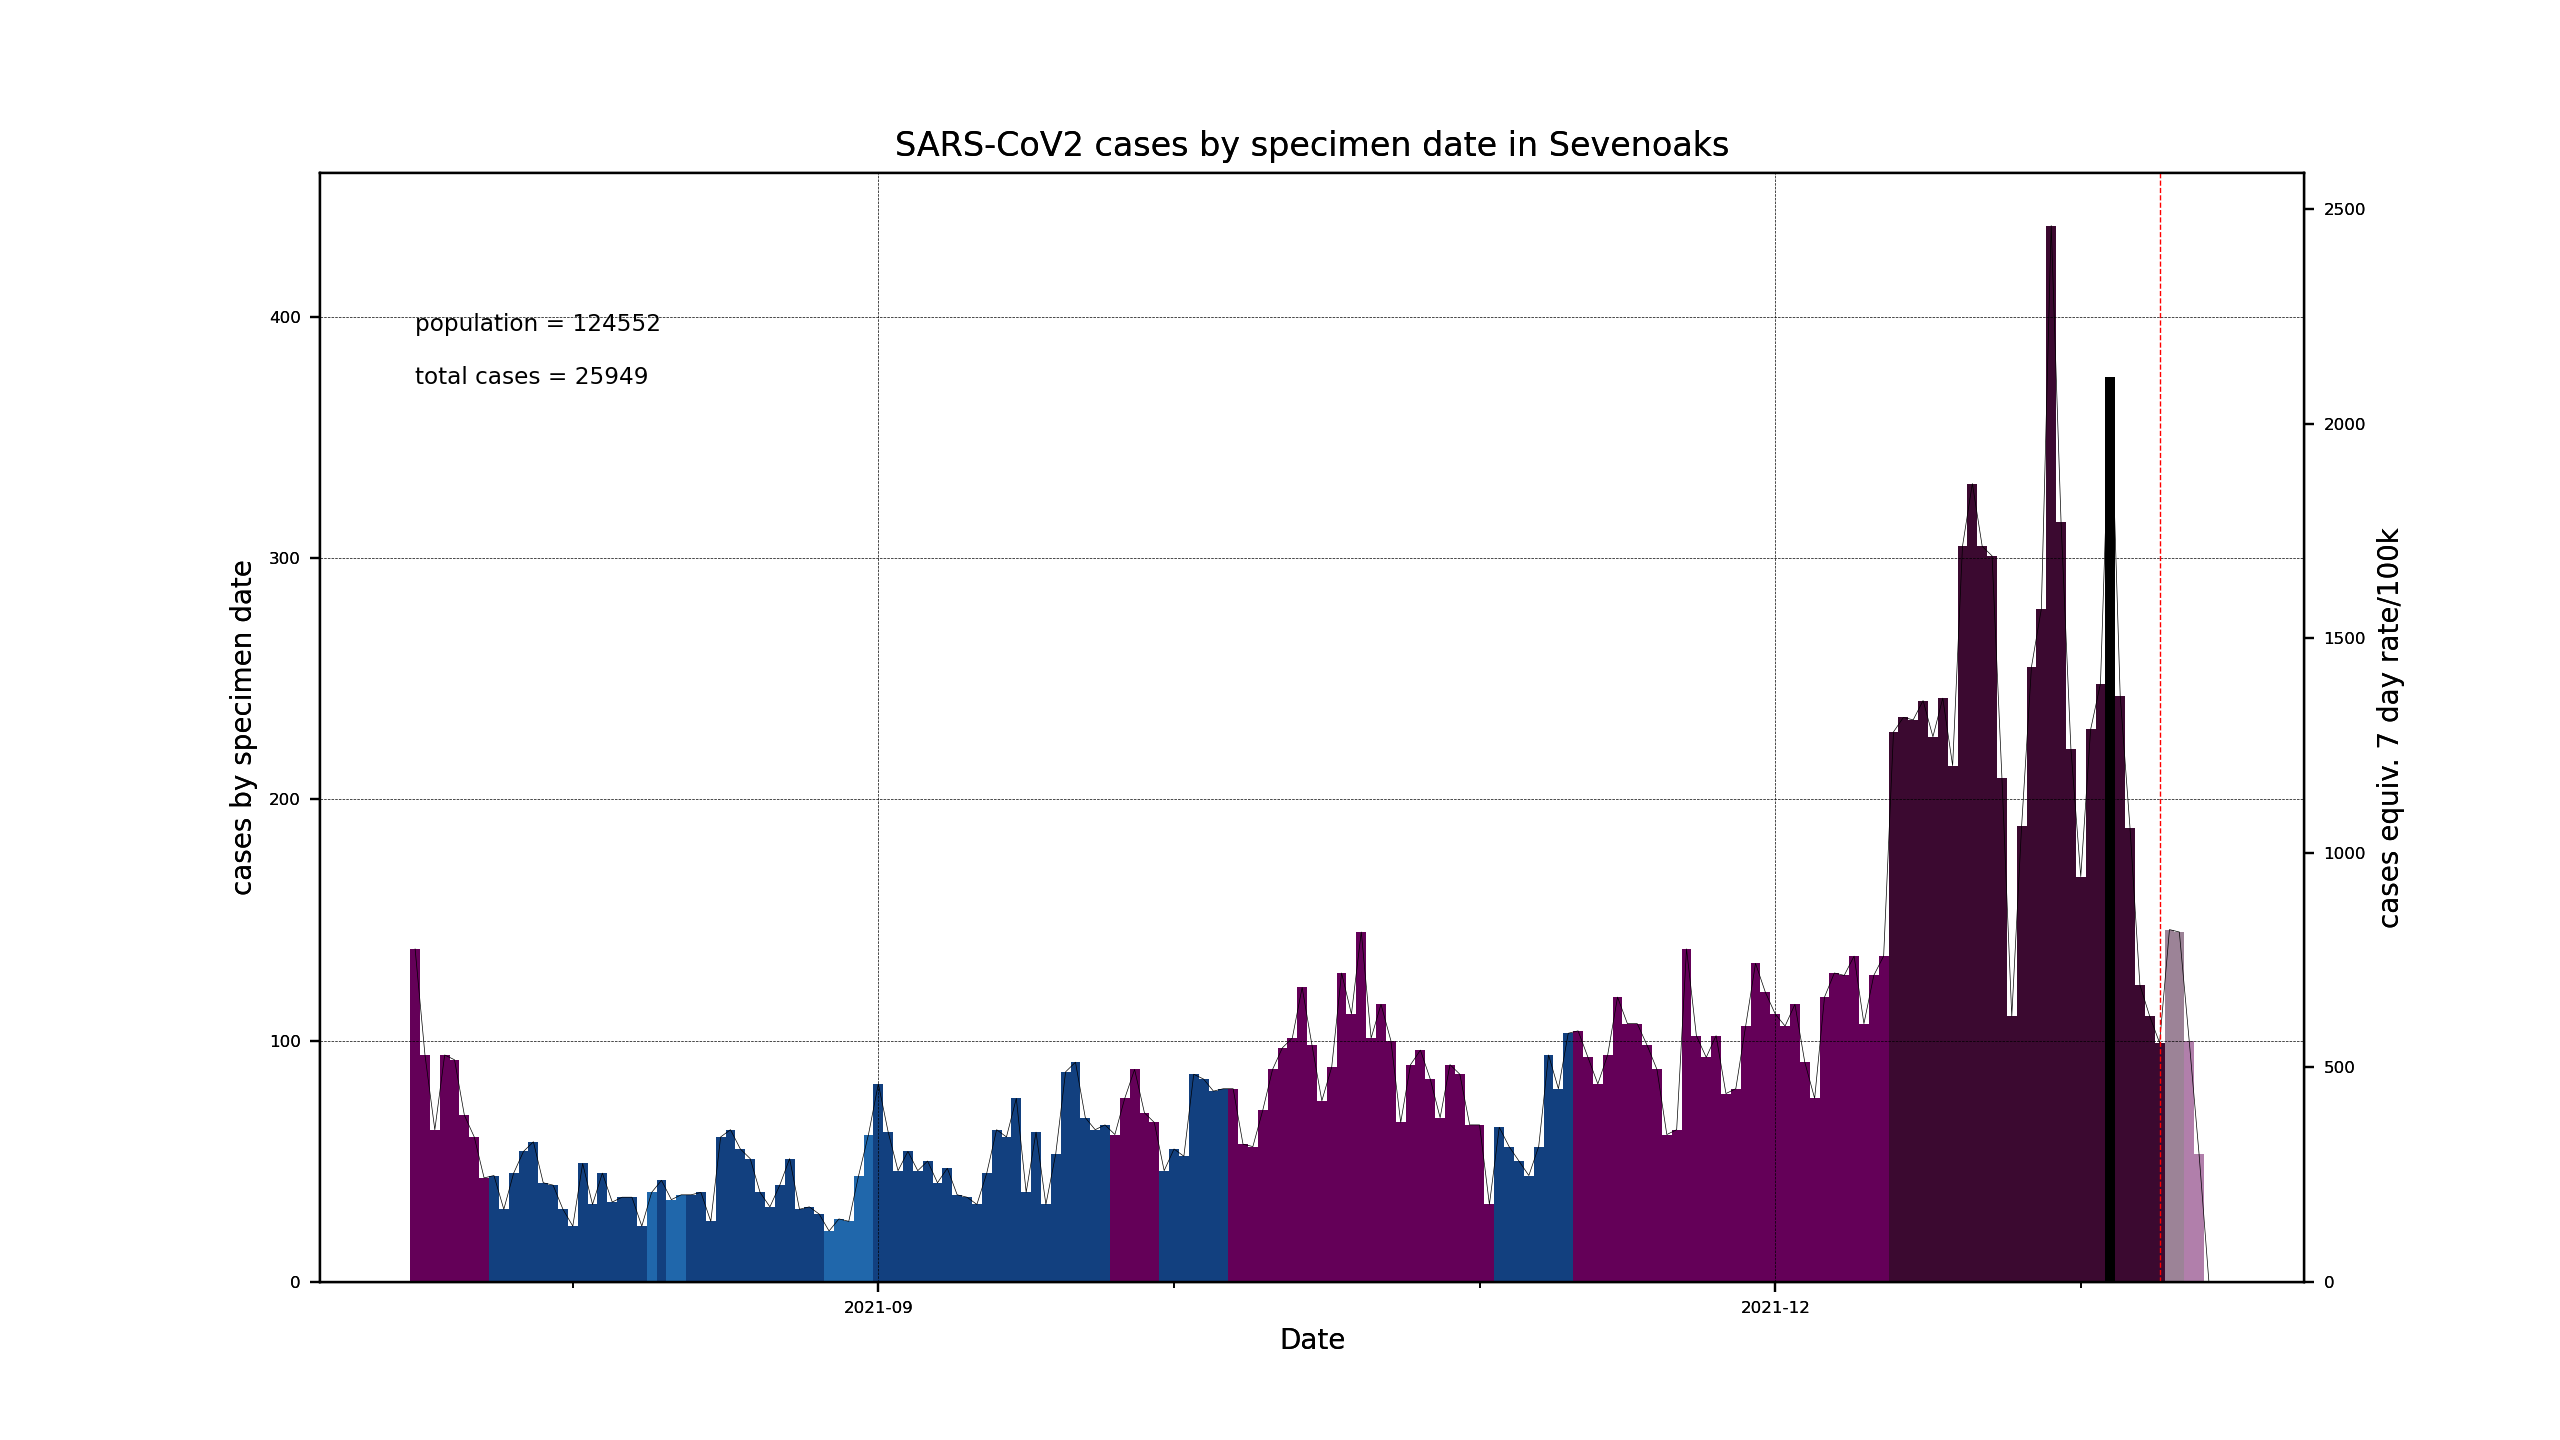 SARS-CoV2 cases by specimen date in Sevenoaks
population = 124552
total cases = 25949
cases by specimen date
400
300
200
100
0
2021-09
2021-12
Date
2500
2000
1500
1000
500
0
cases equiv. 7 day rate/100k